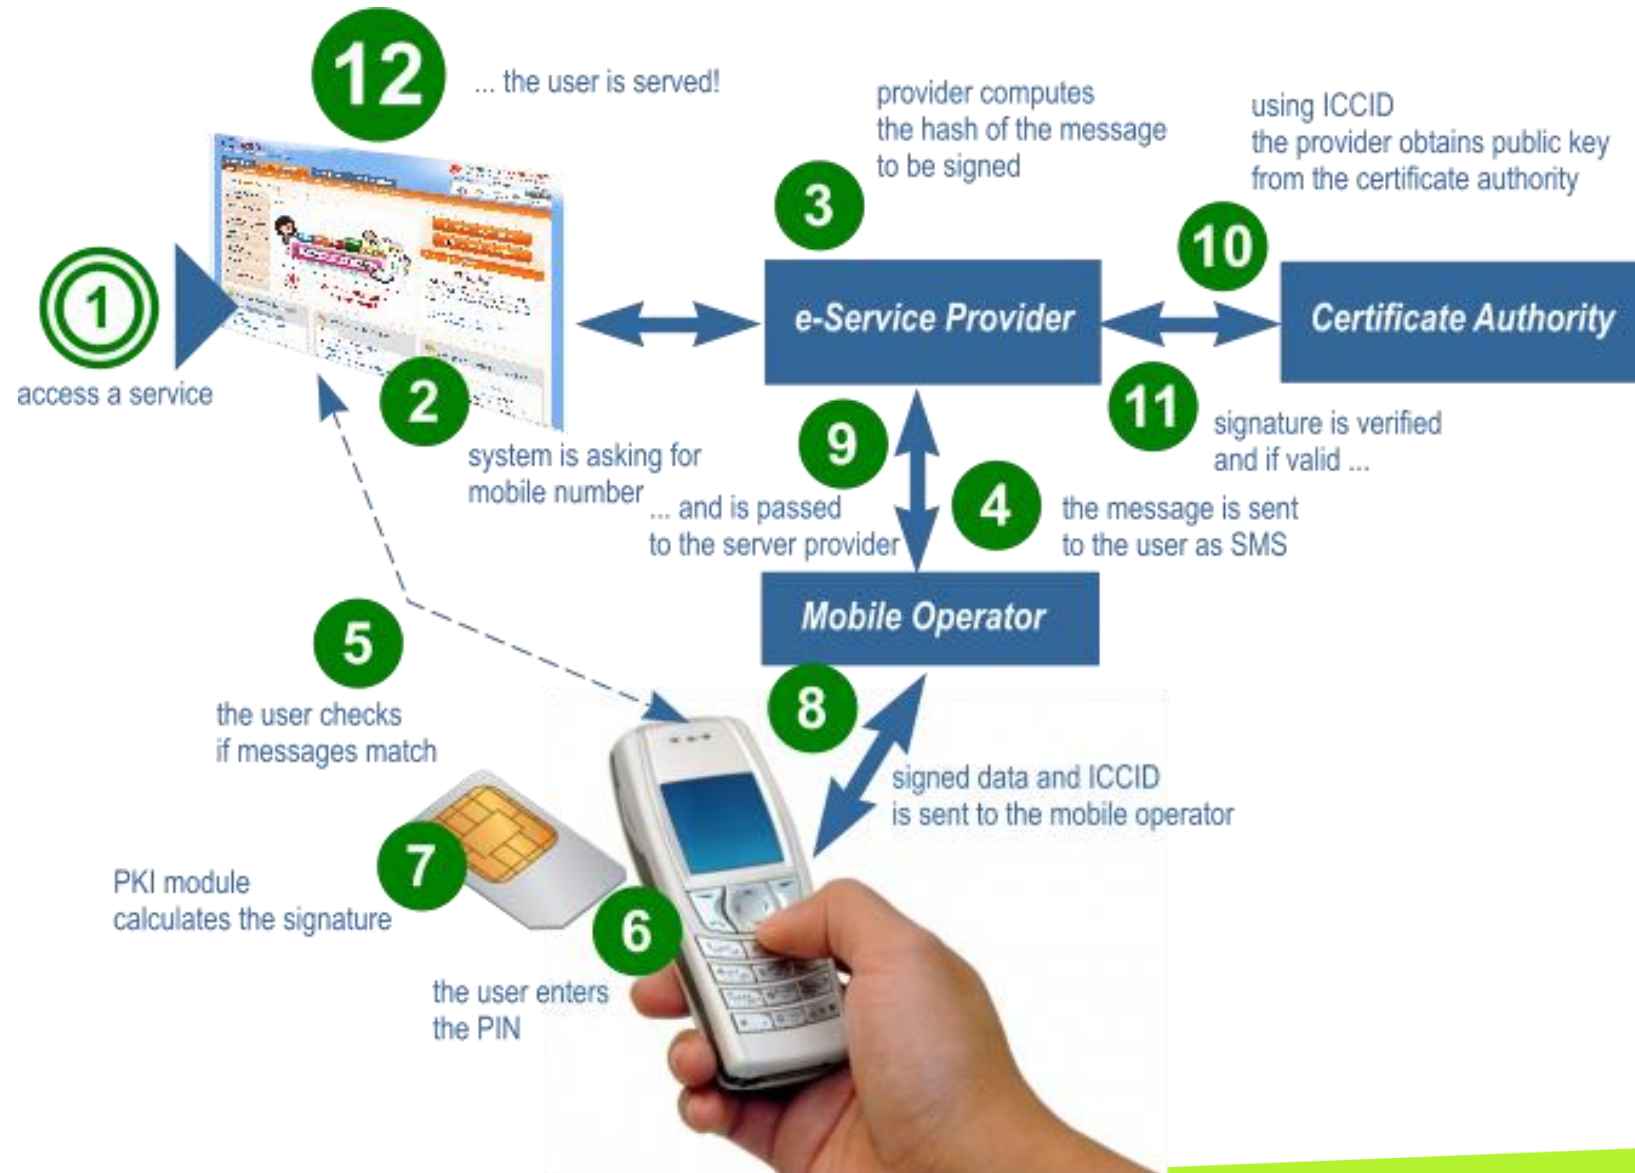 12
... the user is served!
provider computes
the hash of the message
to be signed
using ICCID
the provider obtains public key
from the certificate authority
3
10
1
access a service
e-Service Provider
Certificate Authority
2
system is asking for
mobile number
9
... and is passed
to the server provider
11
signature is verified
and if valid ...
4
the message is sent
to the user as SMS
Mobile Operator
5
the user checks
if messages match
8
signed data and ICCID
is sent to the mobile operator
7
PKI module
calculates the signature
6
the user enters
the PIN